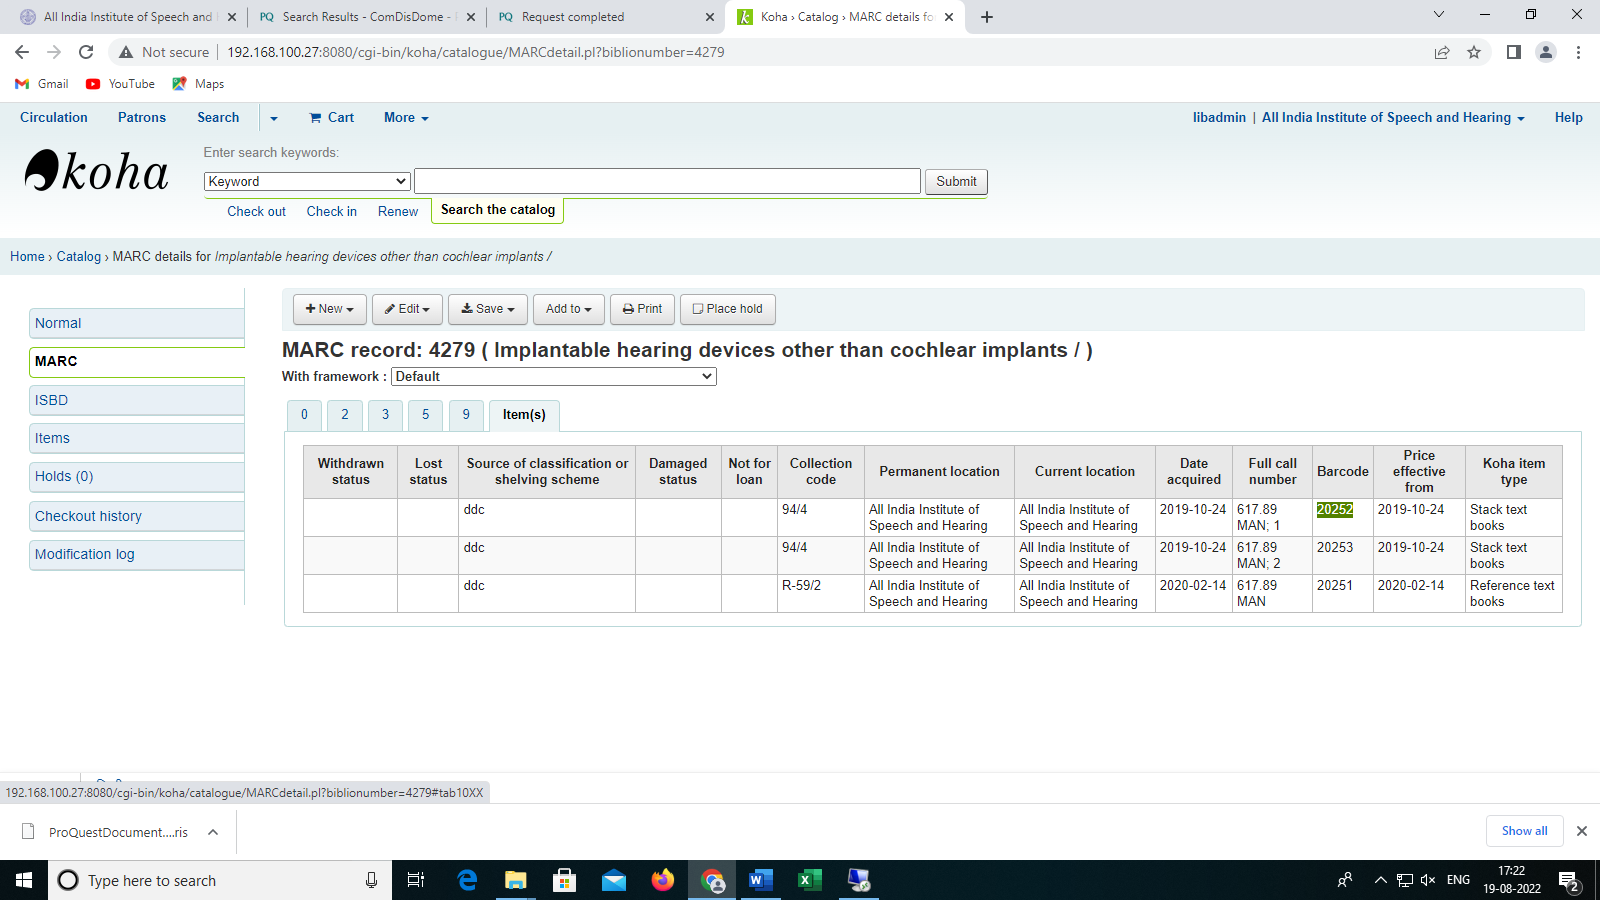 All India Institute of Speech and
Search Results - ComDisDome -
Request completed
Koha › Catalog › MARC details fo
Not secure
192.168.100.27:8080/cgi-bin/koha/catalogue/MARCdetail.pl?biblionumber=4279
Gmail
YouTube
Maps
Circulation
Patrons
Search
Cart
More
libadmin | All India Institute of Speech and Hearing
Help
koha
Enter search keywords:
Keyword
Submit
Check out
Check in
Renew
Search the catalog
Home › Catalog › MARC details for Implantable hearing devices other than cochlear implants /
Normal
MARC
ISBD
Items
Holds (0)
Checkout history
Modification log
New
Edit
Save
Add to
Print
Place hold
MARC record: 4279 ( Implantable hearing devices other than cochlear implants / )
With framework : Default
0
2
3
5
9
Item(s)
Withdrawn status
Lost status
Source of classification or shelving scheme
Damaged status
Not for loan
Collection code
Permanent location
Current location
Date acquired
Full call number
Barcode
Price effective from
Koha item type
ddc
94/4
All India Institute of Speech and Hearing
All India Institute of Speech and Hearing
2019-10-24
617.89 MAN; 1
20252
2019-10-24
Stack text books
ddc
94/4
All India Institute of Speech and Hearing
All India Institute of Speech and Hearing
2019-10-24
617.89 MAN; 2
20253
2019-10-24
Stack text books
ddc
R-59/2
All India Institute of Speech and Hearing
All India Institute of Speech and Hearing
2020-02-14
617.89 MAN
20251
2020-02-14
Reference text books
192.168.100.27:8080/cgi-bin/koha/catalogue/MARCdetail.pl?biblionumber=4279#tab10XX
ProQuestDocument....ris
Show all
Type here to search
ENG
17:22
19-08-2022
2